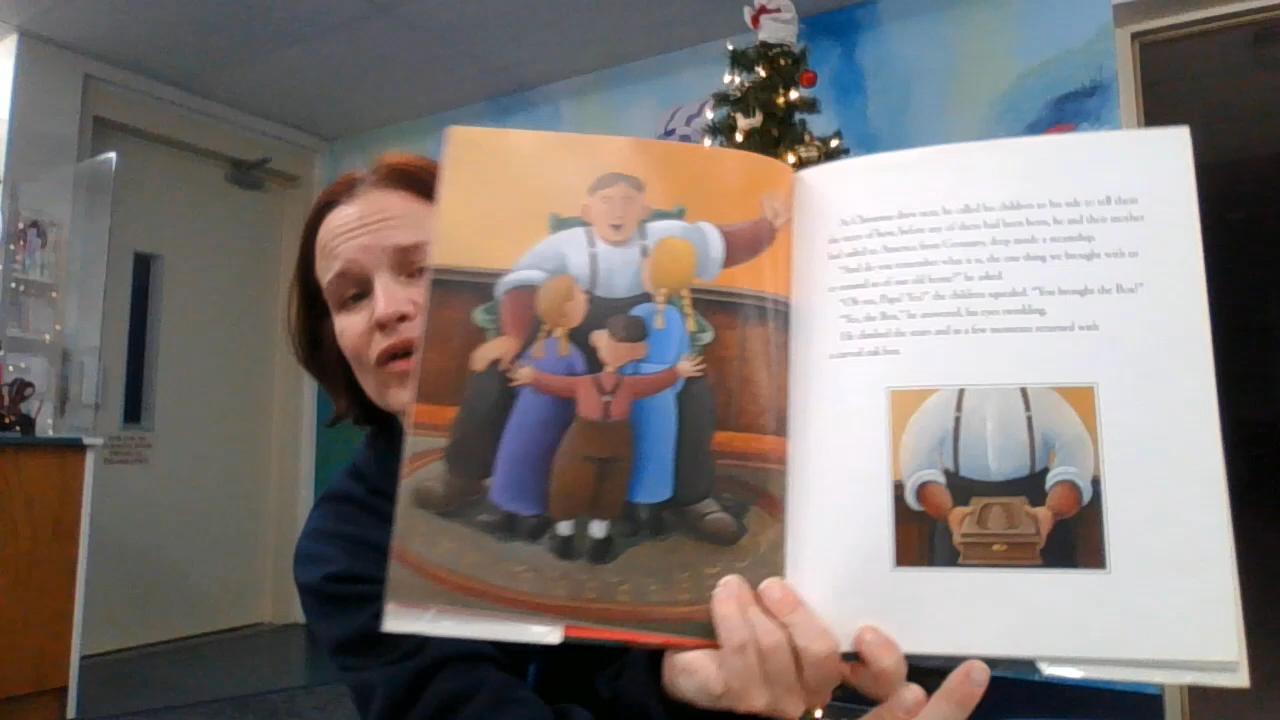 As Christmas drew near, he called his children to his side to tell them
the story of how, before any of them had been born, he and their mother
had sailed to America from Germany, deep inside a steamship.
"And do you remember what it is, the one thing we brought with us
to remind us of our old home?" he asked.
"Oh yes, Papa! Yes!" the children squealed. "You brought the Box!"
"Yes, the Box," he answered, his eyes twinkling.
He climbed the stairs and in a few moments returned with
a carved oak box.